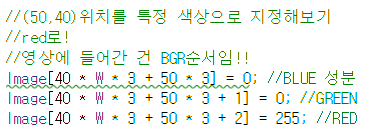 //(50,40)위치를 특정 색상으로 지정해보기
//red로!
//영상에 들어간 건 BGR순서임!!
Image[40 * W * 3 + 50 * 3] = 0; //BLUE 성분
Image[40 * W * 3 + 50 * 3 + 1] = 0; //GREEN
Image[40 * W * 3 + 50 * 3 + 2] = 255; //RED